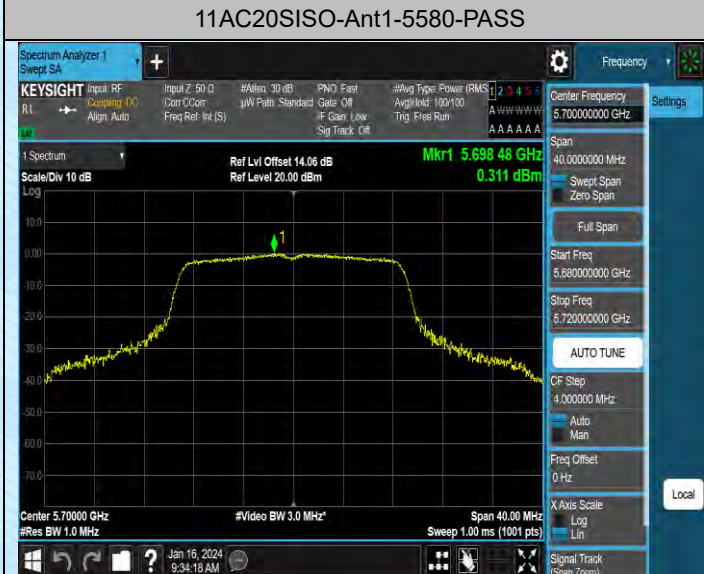 11AC20SISO-Ant1-5580-PASS
Spectrum Analyzer 1
Swept SA
+
Frequency
KEYSIGHT
Input: RF
Input Z: 50 Ω
#Atten: 30 dB
PNO: Fast
#Avg Type: Power (RMS
1 2 3 4 5 6
RL
Coupling: DC
Corr CCorr
µW Path: Standard
Gate: Off
Avg|Hold: 100/100
A W W W W W
Align: Auto
Freq Ref: Int (S)
IF Gain: Low
Trig: Free Run
Sig Track: Off
A A A A A A
Center Frequency
5.700000000 GHz
Settings
1 Spectrum
Ref Lvl Offset 14.06 dB
Mkr1 5.698 48 GHz
Scale/Div 10 dB
Ref Level 20.00 dBm
0.311 dBm
Span
40.0000000 MHz
Swept Span
Zero Span
Log
10.0
0.00
-10.0
-20.0
-30.0
-40.0
-50.0
-60.0
-70.0
1
Full Span
Start Freq
5.680000000 GHz
Stop Freq
5.720000000 GHz
AUTO TUNE
CF Step
4.000000 MHz
Auto
Man
Freq Offset
0 Hz
X Axis Scale
Log
Lin
Local
Center 5.70000 GHz
#Video BW 3.0 MHz*
Span 40.00 MHz
#Res BW 1.0 MHz
Sweep 1.00 ms (1001 pts)
Jan 16, 2024
9:34:18 AM
Signal Track
(Span Zoom)